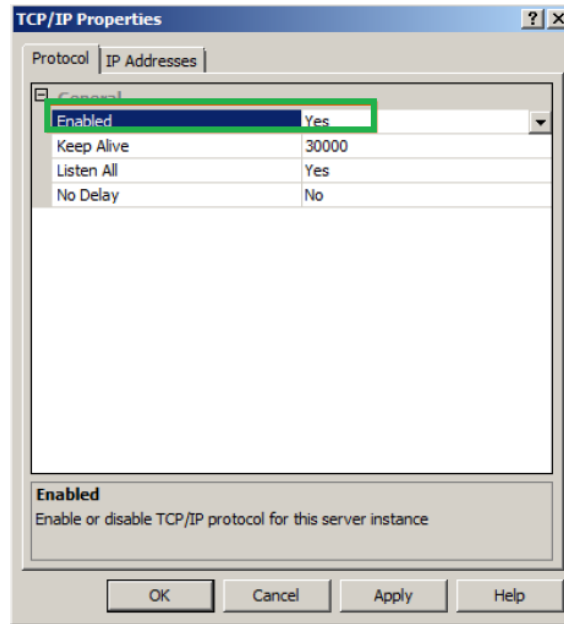 TCP/IP Properties
Protocol IP Addresses
General
Enabled Yes
Keep Alive 30000
Listen All Yes
No Delay No
Enabled
Enable or disable TCP/IP protocol for this server instance
OK Cancel Apply Help